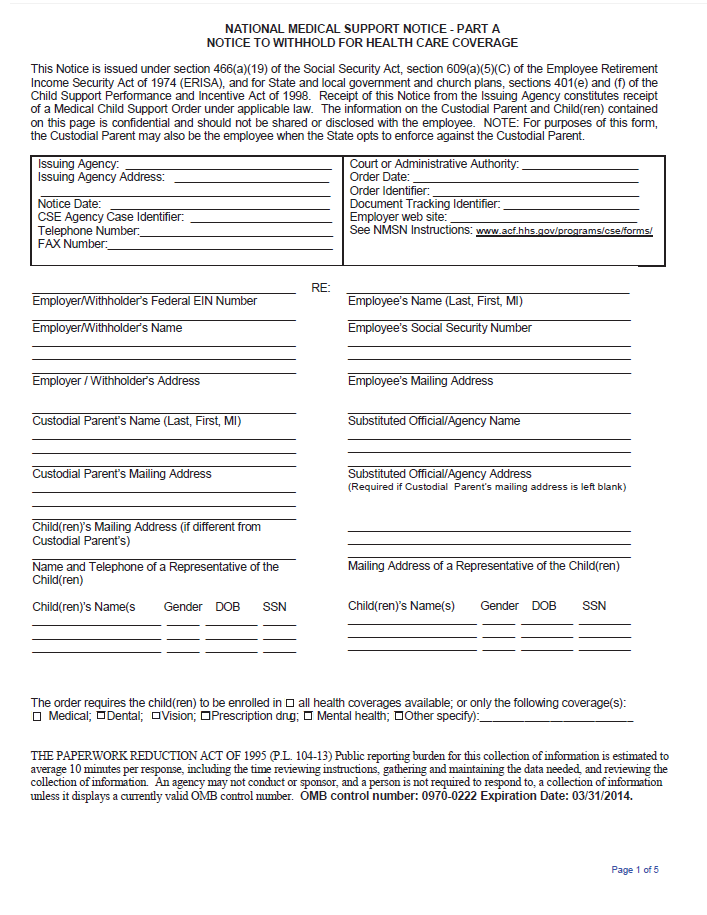 NATIONAL MEDICAL SUPPORT NOTICE - PART A
NOTICE TO WITHHOLD FOR HEALTH CARE COVERAGE
This Notice is issued under section 466(a)(19) of the Social Security Act, section 609(a)(5)(C) of the Employee Retirement
Income Security Act of 1974 (ERISA), and for State and local government and church plans, sections 401(e) and (f) of the
Child Support Performance and Incentive Act of 1998. Receipt of this Notice from the Issuing Agency constitutes receipt
of a Medical Child Support Order under applicable law. The information on the Custodial Parent and Child(ren) contained
on this page is confidential and should not be shared or disclosed with the employee. NOTE: For purposes of this form,
the Custodial Parent may also be the employee when the State opts to enforce against the Custodial Parent.
Issuing Agency:
Issuing Agency Address:
Notice Date:
CSE Agency Case Identifier:
Telephone Number:
FAX Number:
Court or Administrative Authority:
Order Date:
Order Identifier:
Document Tracking Identifier:
Employer web site:
See NMSN Instructions: www.acf.hhs.gov/programs/cse/forms/
RE:
Employer/Withholder's Federal EIN Number
Employee's Name (Last, First, MI)
Employer/Withholder's Name
Employee's Social Security Number
Employer / Withholder's Address
Employee's Mailing Address
Custodial Parent's Name (Last, First, MI)
Substituted Official/Agency Name
Custodial Parent's Mailing Address
Substituted Official/Agency Address
(Required if Custodial Parent's mailing address is left blank)
Child(ren)'s Mailing Address (if different from
Custodial Parent's)
Name and Telephone of a Representative of the
Child(ren)
Mailing Address of a Representative of the Child(ren)
Child(ren)'s Name(s Gender DOB SSN
Child(ren)'s Name(s) Gender DOB SSN
The order requires the child(ren) to be enrolled in □ all health coverages available; or only the following coverage(s):
□ Medical; □Dental; □Vision; □Prescription drug; □ Mental health; □Other specify):
THE PAPERWORK REDUCTION ACT OF 1995 (P.L. 104-13) Public reporting burden for this collection of information is estimated to
average 10 minutes per response, including the time reviewing instructions, gathering and maintaining the data needed, and reviewing the
collection of information. An agency may not conduct or sponsor, and a person is not required to respond to, a collection of information
unless it displays a currently valid OMB control number. OMB control number: 0970-0222 Expiration Date: 03/31/2014.
Page 1 of 5